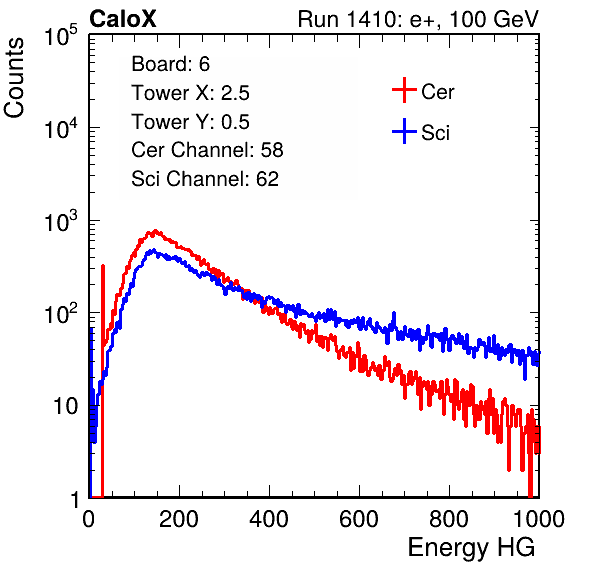 CaloX Run 1410: e+, 100 GeV
Board: 6
Tower X: 2.5
Tower Y: 0.5
Cer Channel: 58
Sci Channel: 62
Cer
Sci
Counts
10^5
10^4
10^3
10^2
10
1
0 200 400 600 800 1000
Energy HG